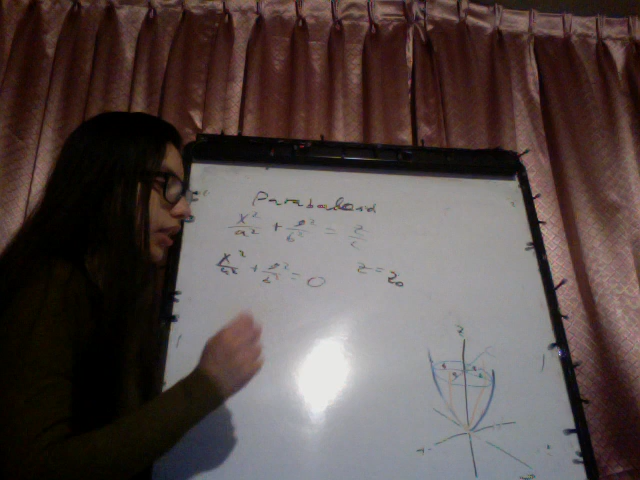 Paraboloid
x²/a² + y²/b² = z/c
x²/a² + y²/b² = 0 z = z₀
z